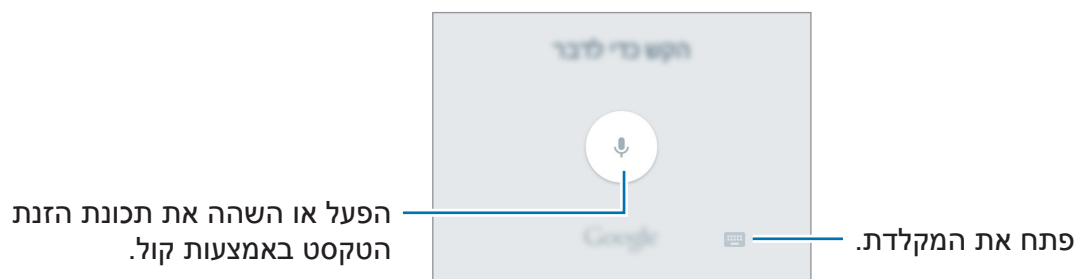 הקש כדי לדבר
הפעל או השהה את תכונת הזנת
הטקסט באמצעות קול.
Google
פתח את המקלדת.